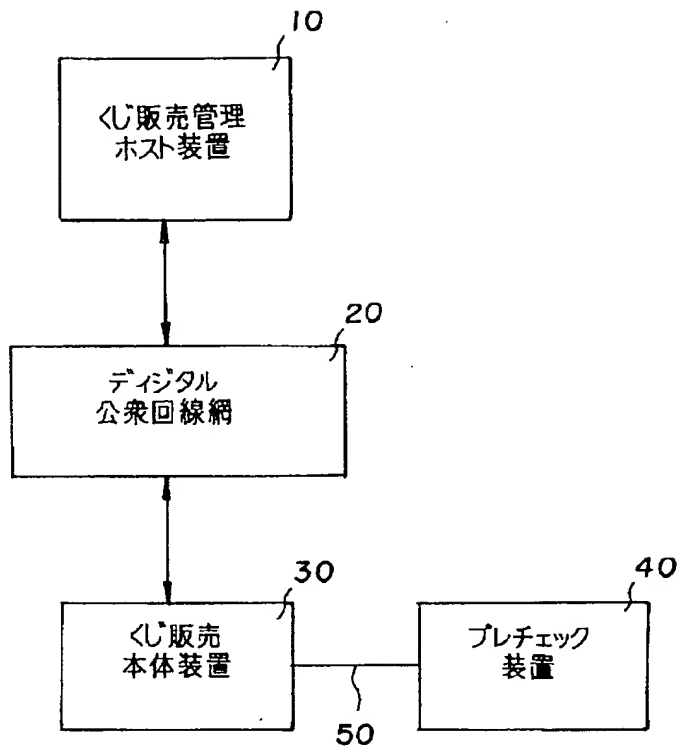 10
くじ販売管理
ホスト装置
20
ディジタル
公衆回線網
30
くじ販売
本体装置
40
プレチェック
装置
50